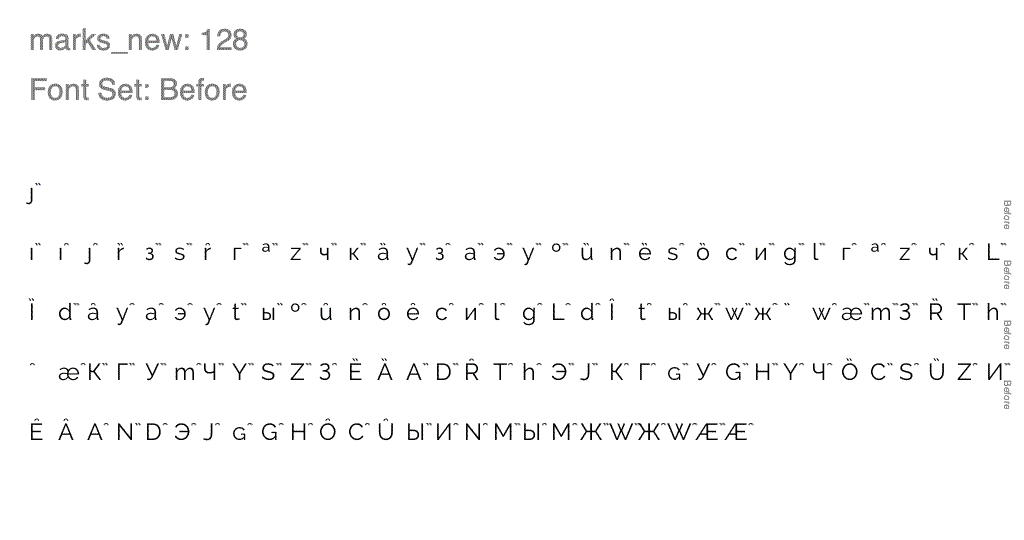 marks_new: 128
Font Set: Before
ȷ̏
ı̏ ı̑ ȷ̑ ȑ з̏ s̏ ȓ г̏ ª̏ z̏ ч̏ к̏ ȁ y̏ з̑ а̏ э̏ у̏ º̏ ȕ n̏ ȅ s̑ ȍ c̏ и̏ g̏ l̏ г̑ ª̑ z̑ ч̑ к̑ L̏
Ȉ d̏ ȃ y̑ а̑ э̑ у̑ t̏ ы̏ º̑ ȗ n̑ ȏ ȇ c̑ и̑ l̑ g̑ L̑ d̑ Ȋ t̑ ы̑ ж̏ w̏ ж̑ ̏ w̑ æ̏ m̏ З̏ Ȑ T̏ h̏
̑ æ̑ К̏ Г̏ У̏ m̑ Ч̏ Y̏ S̏ Z̏ З̑ Ȅ Ȁ А̏ D̏ Ȓ T̑ h̑ Э̏ J̏ К̑ Г̑ ɢ̏ У̑ G̏ H̏ Y̑ Ч̑ Ȍ C̏ S̑ Ȕ Z̑ И̏
Ȇ Ȃ А̑ N̏ D̑ Э̑ J̑ ɢ̑ G̑ H̑ Ȏ C̑ Ȗ Ы̏ И̑ N̑ M̏ Ы̑ M̑ Ж̏ W̏ Ж̑ W̑ Æ̏ Æ̑
Before
Before
Before
Before